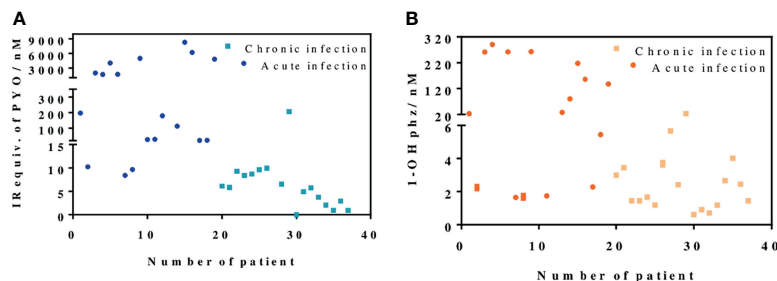 A
IR equiv. of PYO / nM
9000
6000
3000
300
200
100
15
10
5
0
0 10 20 30 40
Number of patient
Chronic infection
Acute infection
B
1-OHphz / nM
320
220
120
20
6
4
2
0
0 10 20 30 40
Number of patient
Chronic infection
Acute infection